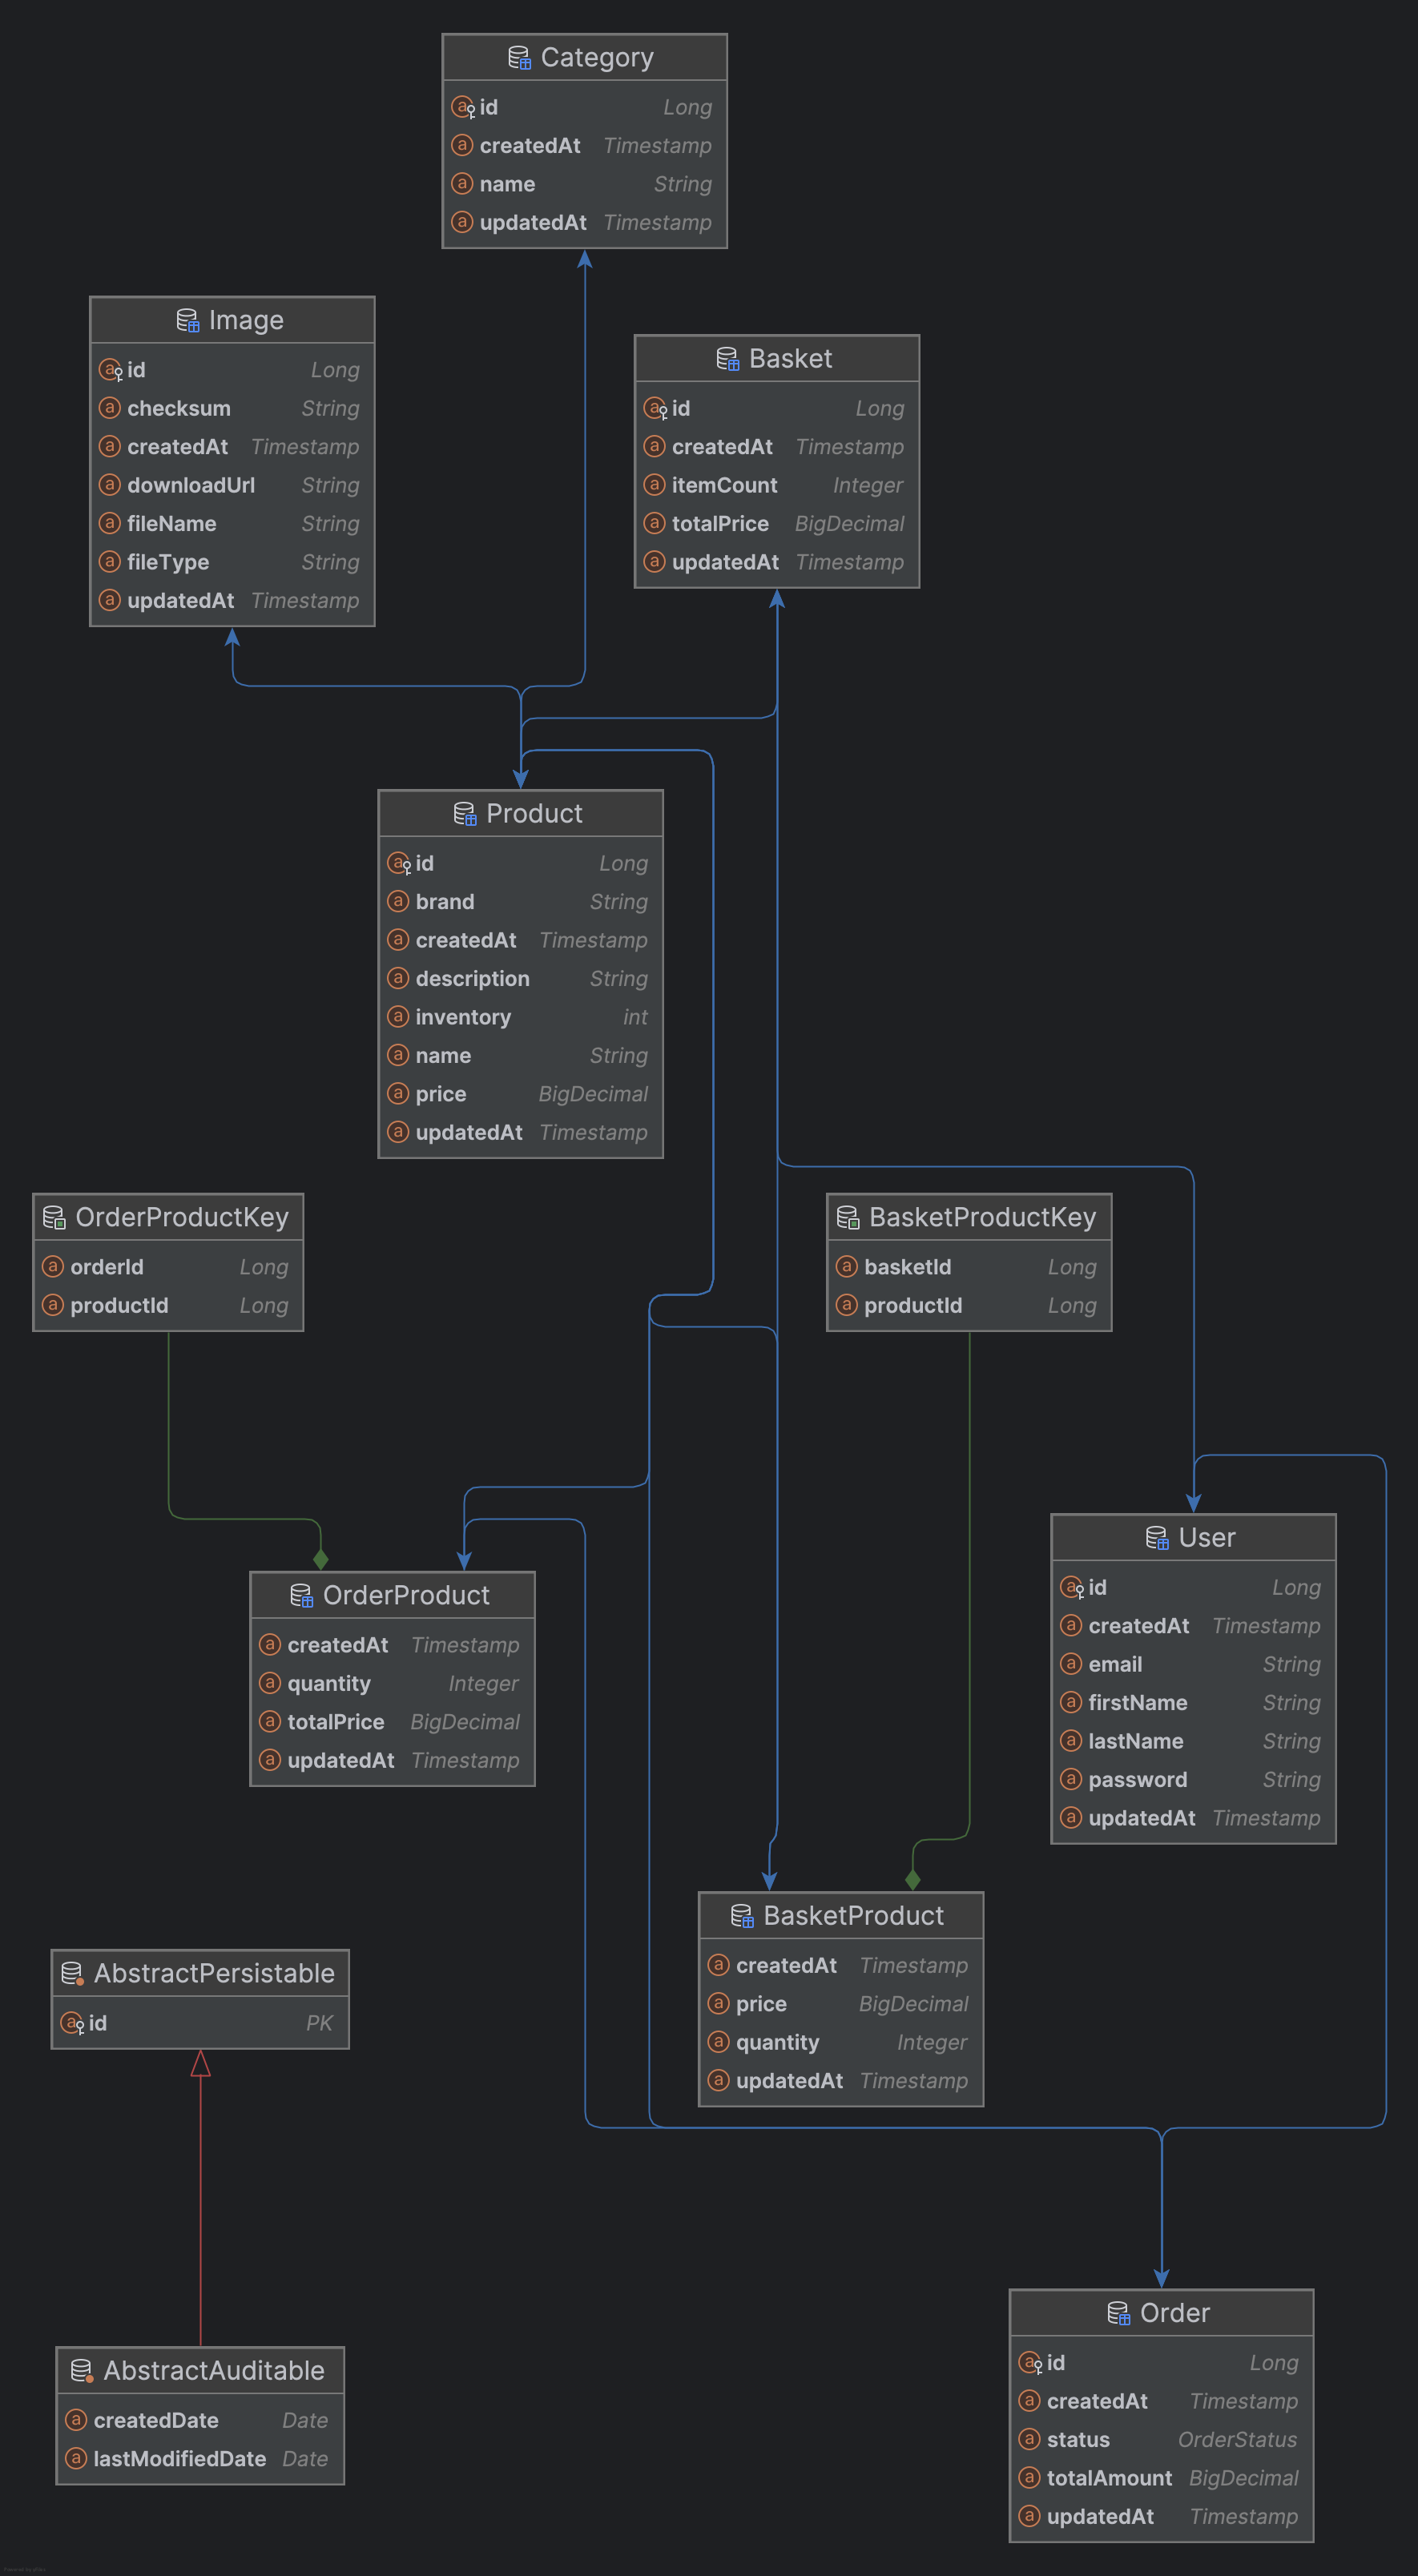 Category
id Long
createdAt Timestamp
name String
updatedAt Timestamp
Image
id Long
checksum String
createdAt Timestamp
downloadUrl String
fileName String
fileType String
updatedAt Timestamp
Basket
id Long
createdAt Timestamp
itemCount Integer
totalPrice BigDecimal
updatedAt Timestamp
Product
id Long
brand String
createdAt Timestamp
description String
inventory int
name String
price BigDecimal
updatedAt Timestamp
OrderProductKey
orderId Long
productId Long
BasketProductKey
basketId Long
productId Long
OrderProduct
createdAt Timestamp
quantity Integer
totalPrice BigDecimal
updatedAt Timestamp
User
id Long
createdAt Timestamp
email String
firstName String
lastName String
password String
updatedAt Timestamp
BasketProduct
createdAt Timestamp
price BigDecimal
quantity Integer
updatedAt Timestamp
AbstractPersistable
id PK
AbstractAuditable
createdDate Date
lastModifiedDate Date
Order
id Long
createdAt Timestamp
status OrderStatus
totalAmount BigDecimal
updatedAt Timestamp